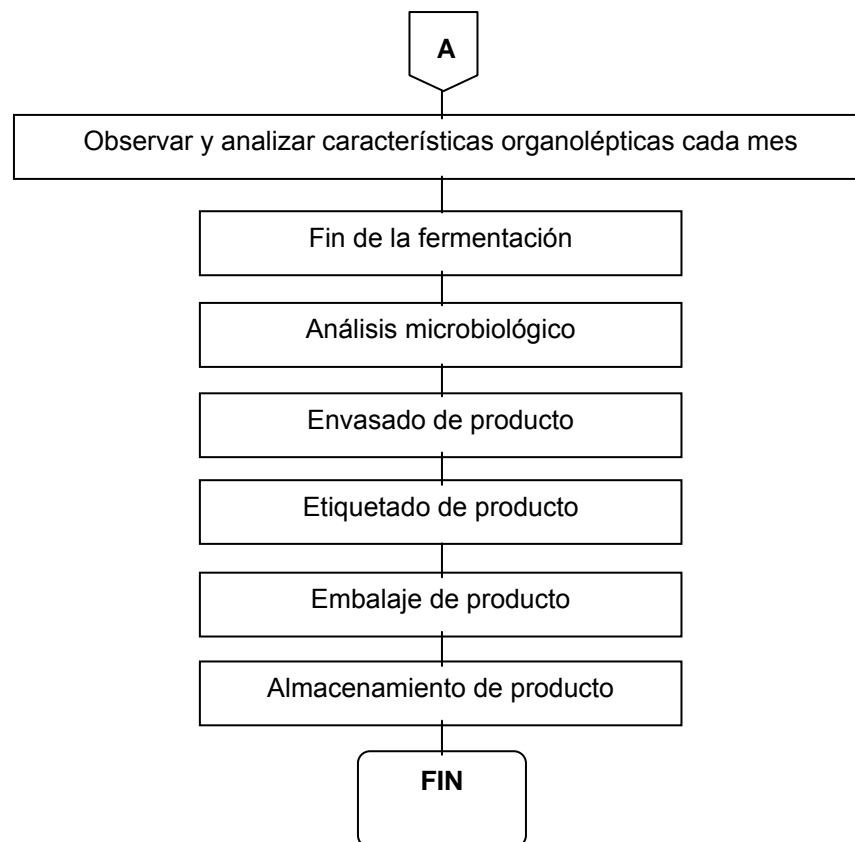 A
Observar y analizar características organolépticas cada mes
Fin de la fermentación
Análisis microbiológico
Envasado de producto
Etiquetado de producto
Embalaje de producto
Almacenamiento de producto
FIN